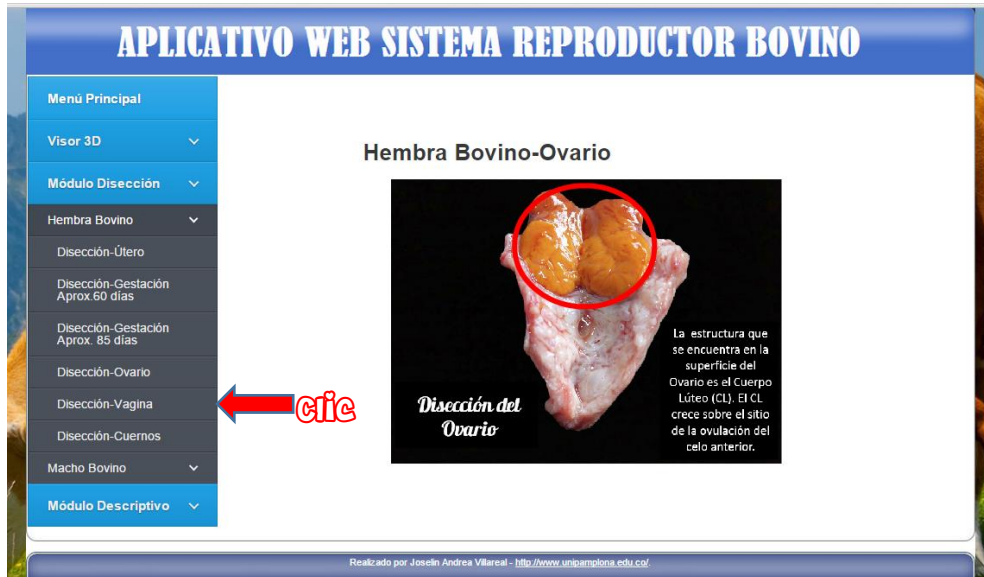 APLICATIVO WEB SISTEMA REPRODUCTOR BOVINO
Menú Principal
Visor 3D
Módulo Disección
Hembra Bovino
Disección-Útero
Disección-Gestación
Aprox.60 días
Disección-Gestación
Aprox. 85 días
Disección-Ovario
Disección-Vagina
Disección-Cuernos
Macho Bovino
Módulo Descriptivo
clic
Hembra Bovino-Ovario
Disección del
Ovario
La estructura que
se encuentra en la
superficie del
Ovario es el Cuerpo
Lúteo (CL). El CL
crece sobre el sitio
de la ovulación del
celo anterior.
Realizado por Joselin Andrea Villareal - http://www.unipamplona.edu.co/.